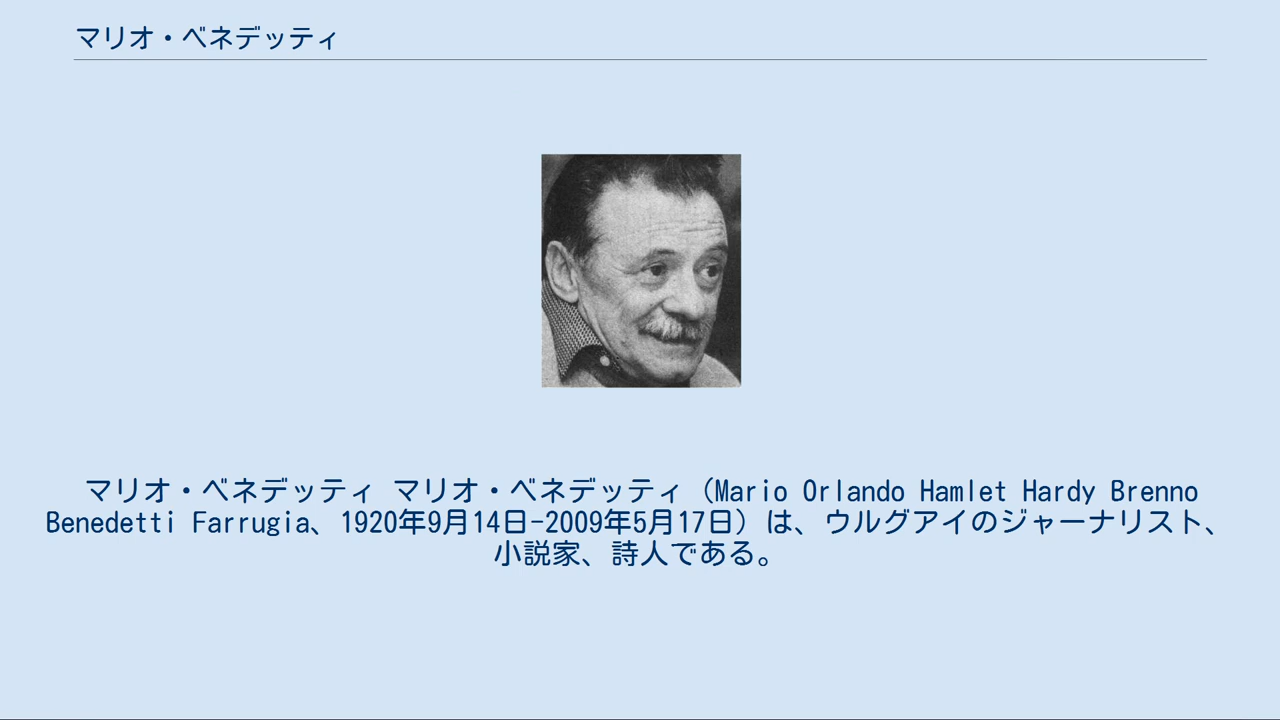 マリオ・ベネデッティ
マリオ・ベネデッティ マリオ・ベネデッティ（Mario Orlando Hamlet Hardy Brenno
Benedetti Farrugia、1920年9月14日-2009年5月17日）は、ウルグアイのジャーナリスト、
小説家、詩人である。